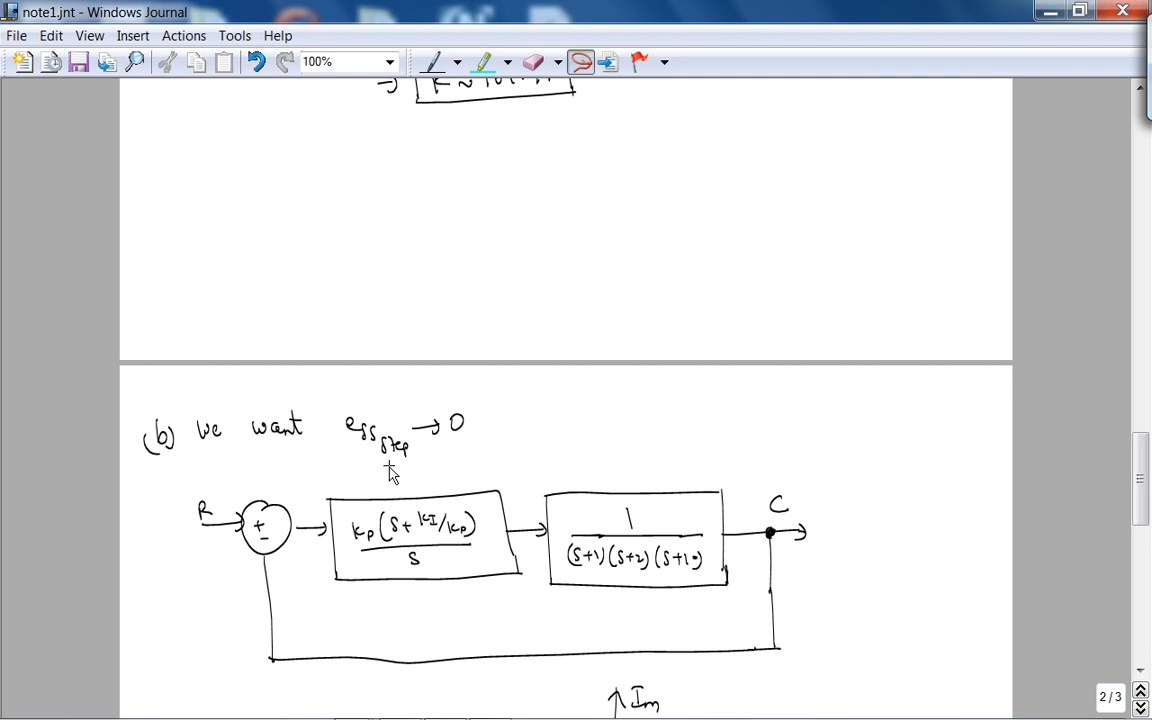 note1.jnt - Windows Journal
File Edit View Insert Actions Tools Help
100%
(b) We want ess step → 0
R
+
-
KP(S+KI/KP)
S
1
(S+1)(S+2)(S+10)
C
↑ Im
2/3